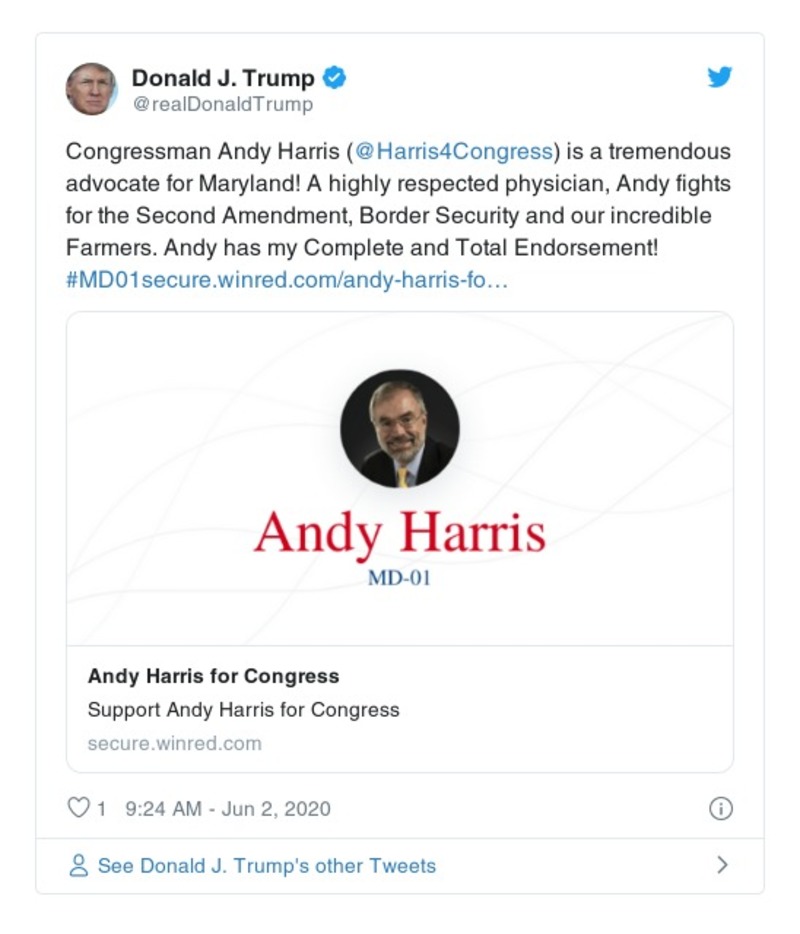 Donald J. Trump
@realDonaldTrump
Congressman Andy Harris (@Harris4Congress) is a tremendous
advocate for Maryland! A highly respected physician, Andy fights
for the Second Amendment, Border Security and our incredible
Farmers. Andy has my Complete and Total Endorsement!
#MD01secure.winred.com/andy-harris-fo…
Andy Harris
MD-01
Andy Harris for Congress
Support Andy Harris for Congress
secure.winred.com
1 9:24 AM - Jun 2, 2020
See Donald J. Trump's other Tweets